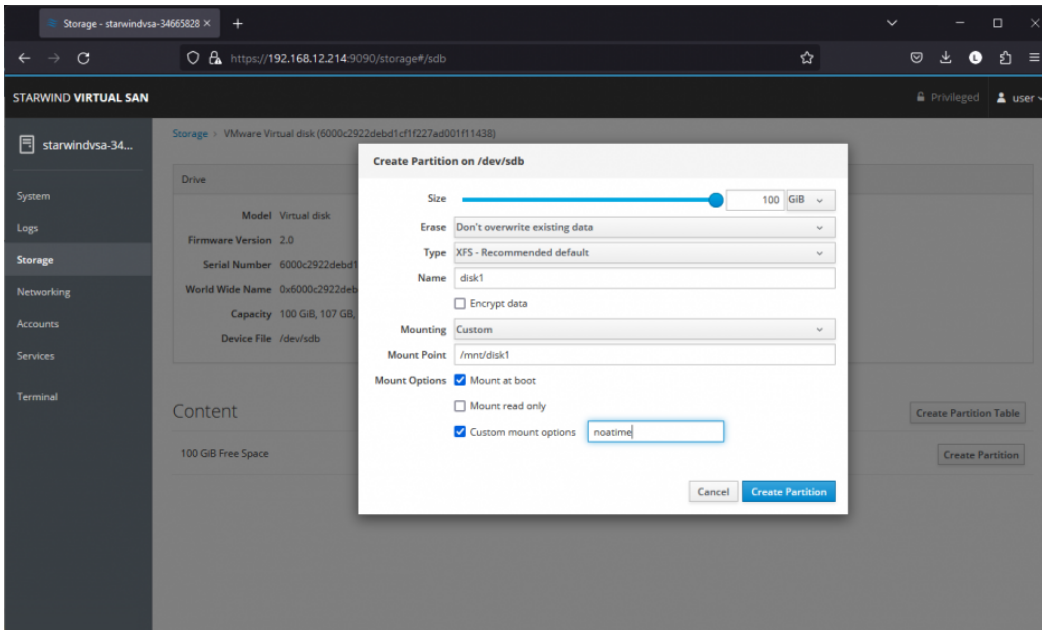 Storage - starwindvsa-34665828 ×
https://192.168.12.214:9090/storage#/sdb
STARWIND VIRTUAL SAN
Privileged
user
starwindvsa-34...
System
Logs
Storage
Networking
Accounts
Services
Terminal
Storage › VMware Virtual disk (6000c2922debd1cf1f227ad001f11438)
Drive
Model Virtual disk
Firmware Version 2.0
Serial Number 6000c2922debd1
World Wide Name 0x6000c2922deb
Capacity 100 GiB, 107 GB,
Device File /dev/sdb
Content
Create Partition Table
100 GiB Free Space
Create Partition
Create Partition on /dev/sdb
Size 100 GiB
Erase Don't overwrite existing data
Type XFS - Recommended default
Name disk1
Encrypt data
Mounting Custom
Mount Point /mnt/disk1
Mount Options Mount at boot
Mount read only
Custom mount options noatime
Cancel Create Partition